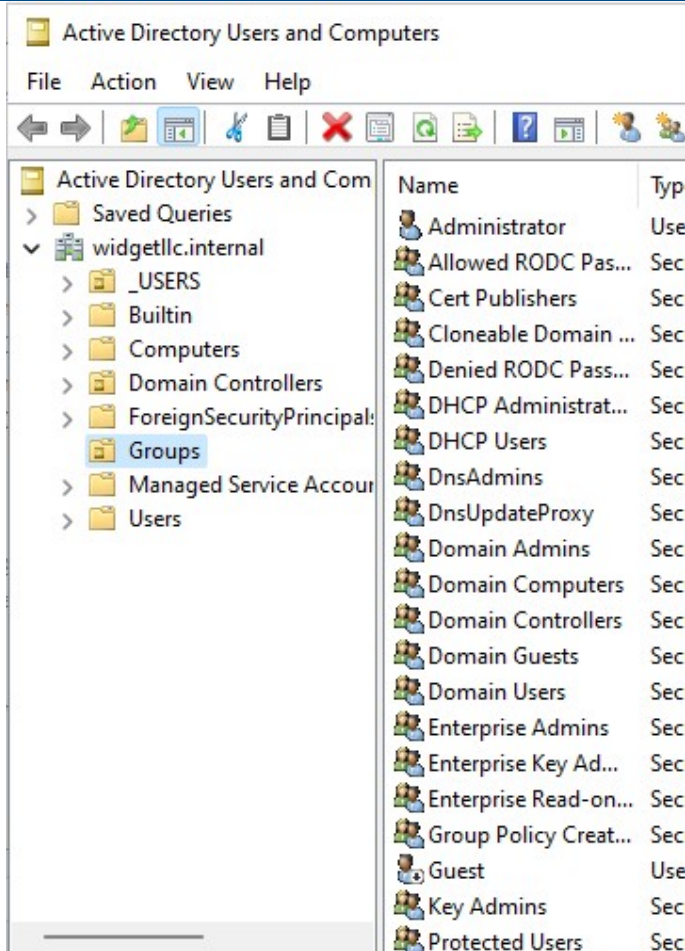 Active Directory Users and Computers
File Action View Help
Active Directory Users and Com
Saved Queries
widgetllc.internal
_USERS
Builtin
Computers
Domain Controllers
ForeignSecurityPrincipals
Groups
Managed Service Accour
Users
Name Typ
Administrator Use
Allowed RODC Pas... Sec
Cert Publishers Sec
Cloneable Domain ... Sec
Denied RODC Pass... Sec
DHCP Administrat... Sec
DHCP Users Sec
DnsAdmins Sec
DnsUpdateProxy Sec
Domain Admins Sec
Domain Computers Sec
Domain Controllers Sec
Domain Guests Sec
Domain Users Sec
Enterprise Admins Sec
Enterprise Key Ad... Sec
Enterprise Read-on... Sec
Group Policy Creat... Sec
Guest Use
Key Admins Sec
Protected Users Sec